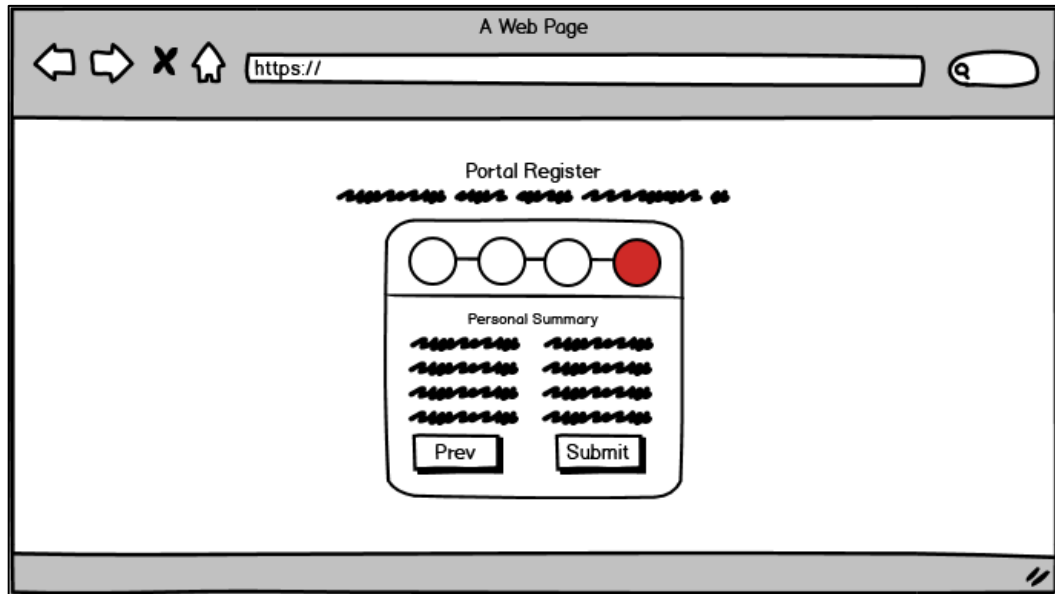 A Web Page
https://
Portal Register
Personal Summary
Prev
Submit